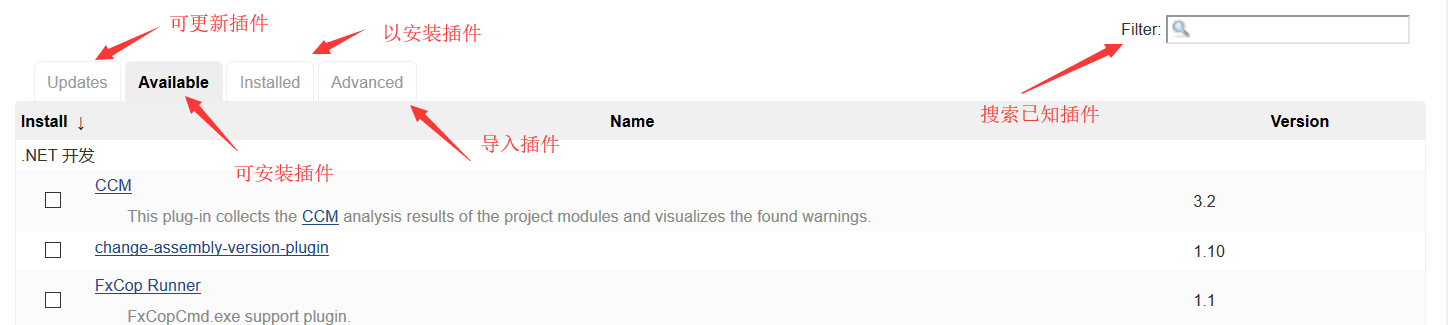 可更新插件
以安装插件
Filter:
Updates
Available
Installed
Advanced
搜索已知插件
Install ↓
Name
Version
导入插件
.NET 开发
可安装插件
CCM
3.2
This plug-in collects the CCM analysis results of the project modules and visualizes the found warnings.
change-assembly-version-plugin
1.10
FxCop Runner
1.1
FxCopCmd.exe support plugin.